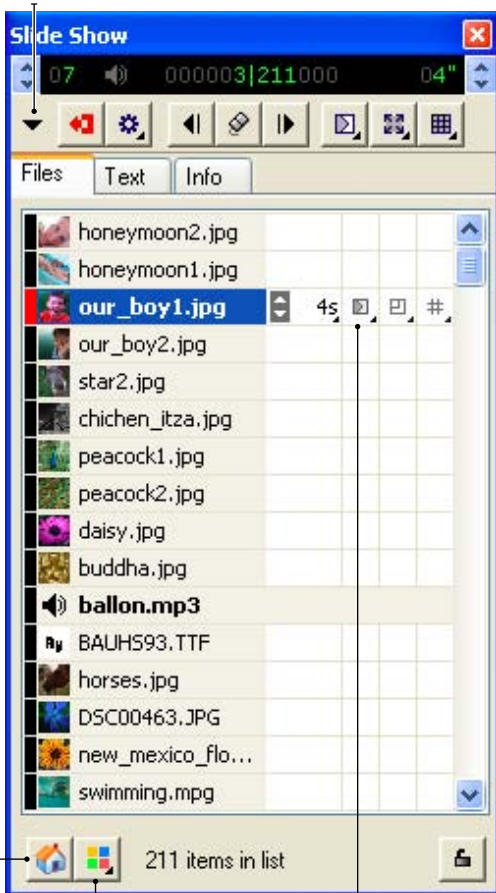 Slide Show
07 000003|211000 04"
Files Text Info
honeymoon2.jpg
honeymoon1.jpg
our_boy1.jpg 4s
our_boy2.jpg
star2.jpg
chichen_itza.jpg
peacock1.jpg
peacock2.jpg
daisy.jpg
buddha.jpg
ballon.mp3
BAUHS93.TTF
horses.jpg
DSC00463.JPG
new_mexico_flo...
swimming.mpg
211 items in list